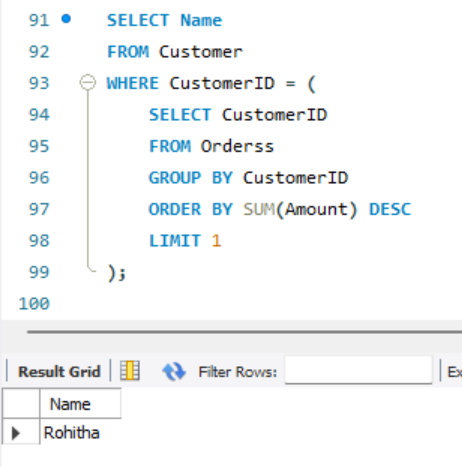 91 SELECT Name
92 FROM Customer
93 WHERE CustomerID = (
94 SELECT CustomerID
95 FROM Orderss
96 GROUP BY CustomerID
97 ORDER BY SUM(Amount) DESC
98 LIMIT 1
99 );
100
Result Grid Filter Rows: Ex
Name
Rohitha